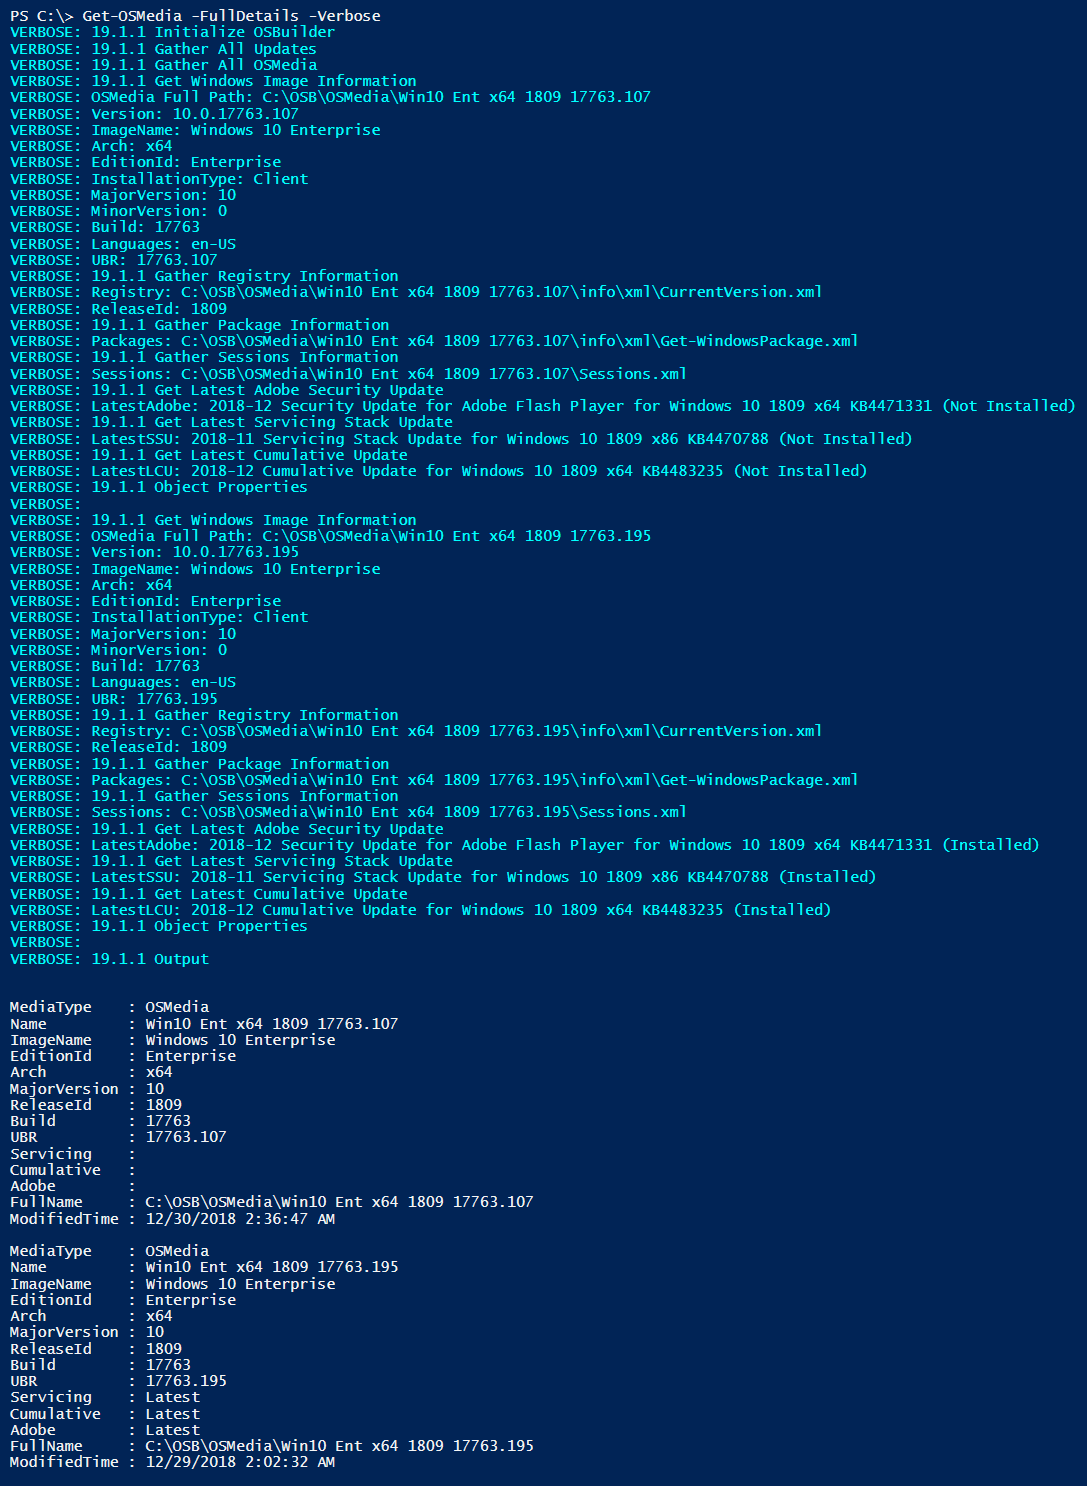 PS C:\> Get-OSMedia -FullDetails -Verbose
VERBOSE: 19.1.1 Initialize OSBuilder
VERBOSE: 19.1.1 Gather All Updates
VERBOSE: 19.1.1 Gather All OSMedia
VERBOSE: 19.1.1 Get Windows Image Information
VERBOSE: OSMedia Full Path: C:\OSB\OSMedia\Win10 Ent x64 1809 17763.107
VERBOSE: Version: 10.0.17763.107
VERBOSE: ImageName: Windows 10 Enterprise
VERBOSE: Arch: x64
VERBOSE: EditionId: Enterprise
VERBOSE: InstallationType: Client
VERBOSE: MajorVersion: 10
VERBOSE: MinorVersion: 0
VERBOSE: Build: 17763
VERBOSE: Languages: en-US
VERBOSE: UBR: 17763.107
VERBOSE: 19.1.1 Gather Registry Information
VERBOSE: Registry: C:\OSB\OSMedia\Win10 Ent x64 1809 17763.107\info\xml\CurrentVersion.xml
VERBOSE: ReleaseId: 1809
VERBOSE: 19.1.1 Gather Package Information
VERBOSE: Packages: C:\OSB\OSMedia\Win10 Ent x64 1809 17763.107\info\xml\Get-WindowsPackage.xml
VERBOSE: 19.1.1 Gather Sessions Information
VERBOSE: Sessions: C:\OSB\OSMedia\Win10 Ent x64 1809 17763.107\Sessions.xml
VERBOSE: 19.1.1 Get Latest Adobe Security Update
VERBOSE: LatestAdobe: 2018-12 Security Update for Adobe Flash Player for Windows 10 1809 x64 KB4471331 (Not Installed)
VERBOSE: 19.1.1 Get Latest Servicing Stack Update
VERBOSE: LatestSSU: 2018-11 Servicing Stack Update for Windows 10 1809 x86 KB4470788 (Not Installed)
VERBOSE: 19.1.1 Get Latest Cumulative Update
VERBOSE: LatestLCU: 2018-12 Cumulative Update for Windows 10 1809 x64 KB4483235 (Not Installed)
VERBOSE: 19.1.1 Object Properties
VERBOSE:
VERBOSE: 19.1.1 Get Windows Image Information
VERBOSE: OSMedia Full Path: C:\OSB\OSMedia\Win10 Ent x64 1809 17763.195
VERBOSE: Version: 10.0.17763.195
VERBOSE: ImageName: Windows 10 Enterprise
VERBOSE: Arch: x64
VERBOSE: EditionId: Enterprise
VERBOSE: InstallationType: Client
VERBOSE: MajorVersion: 10
VERBOSE: MinorVersion: 0
VERBOSE: Build: 17763
VERBOSE: Languages: en-US
VERBOSE: UBR: 17763.195
VERBOSE: 19.1.1 Gather Registry Information
VERBOSE: Registry: C:\OSB\OSMedia\Win10 Ent x64 1809 17763.195\info\xml\CurrentVersion.xml
VERBOSE: ReleaseId: 1809
VERBOSE: 19.1.1 Gather Package Information
VERBOSE: Packages: C:\OSB\OSMedia\Win10 Ent x64 1809 17763.195\info\xml\Get-WindowsPackage.xml
VERBOSE: 19.1.1 Gather Sessions Information
VERBOSE: Sessions: C:\OSB\OSMedia\Win10 Ent x64 1809 17763.195\Sessions.xml
VERBOSE: 19.1.1 Get Latest Adobe Security Update
VERBOSE: LatestAdobe: 2018-12 Security Update for Adobe Flash Player for Windows 10 1809 x64 KB4471331 (Installed)
VERBOSE: 19.1.1 Get Latest Servicing Stack Update
VERBOSE: LatestSSU: 2018-11 Servicing Stack Update for Windows 10 1809 x86 KB4470788 (Installed)
VERBOSE: 19.1.1 Get Latest Cumulative Update
VERBOSE: LatestLCU: 2018-12 Cumulative Update for Windows 10 1809 x64 KB4483235 (Installed)
VERBOSE: 19.1.1 Object Properties
VERBOSE:
VERBOSE: 19.1.1 Output
MediaType    : OSMedia
Name         : Win10 Ent x64 1809 17763.107
ImageName    : Windows 10 Enterprise
EditionId    : Enterprise
Arch         : x64
MajorVersion : 10
ReleaseId    : 1809
Build        : 17763
UBR          : 17763.107
Servicing    :
Cumulative   :
Adobe        :
FullName     : C:\OSB\OSMedia\Win10 Ent x64 1809 17763.107
ModifiedTime : 12/30/2018 2:36:47 AM
MediaType    : OSMedia
Name         : Win10 Ent x64 1809 17763.195
ImageName    : Windows 10 Enterprise
EditionId    : Enterprise
Arch         : x64
MajorVersion : 10
ReleaseId    : 1809
Build        : 17763
UBR          : 17763.195
Servicing    : Latest
Cumulative   : Latest
Adobe        : Latest
FullName     : C:\OSB\OSMedia\Win10 Ent x64 1809 17763.195
ModifiedTime : 12/29/2018 2:02:32 AM